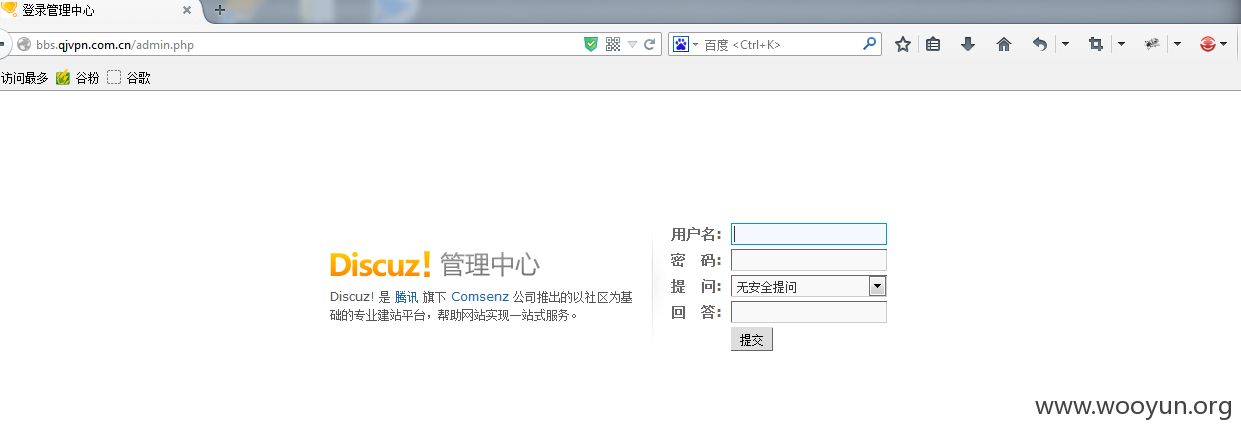 登录管理中心
bbs.qjvpn.com.cn/admin.php
百度 <Ctrl+K>
访问最多 谷粉 谷歌
Discuz! 管理中心
Discuz! 是 腾讯 旗下 Comsenz 公司推出的以社区为基
础的专业建站平台，帮助网站实现一站式服务。
用户名:
密 码:
提 问: 无安全提问
回 答:
提交
www.wooyun.org